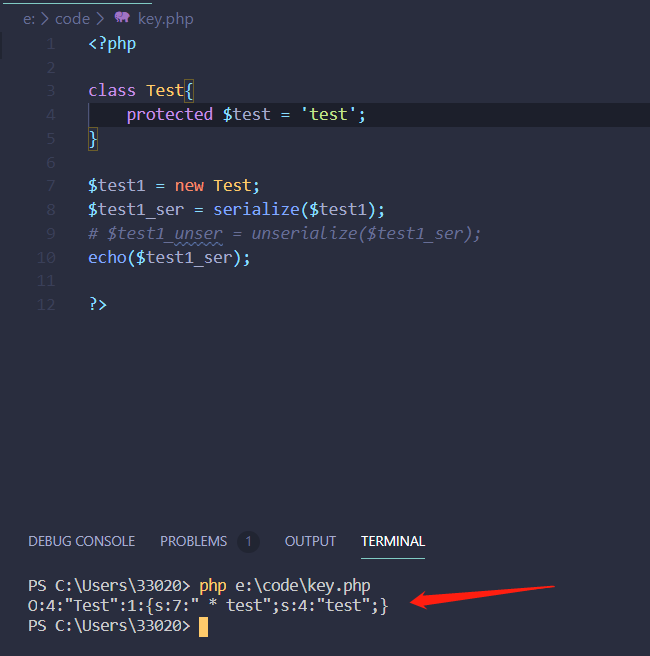 e: > code > key.php
1 <?php
2
3 class Test{
4 protected $test = 'test';
5 }
6
7 $test1 = new Test;
8 $test1_ser = serialize($test1);
9 # $test1_unser = unserialize($test1_ser);
10 echo($test1_ser);
11
12 ?>
DEBUG CONSOLE PROBLEMS 1 OUTPUT TERMINAL
PS C:\Users\33020> php e:\code\key.php
O:4:"Test":1:{s:7:" * test";s:4:"test";}
PS C:\Users\33020>